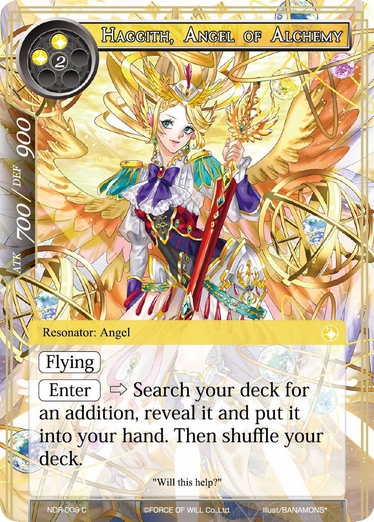 HAGGITH, ANGEL OF ALCHEMY
2
ATK 700 / DEF 900
Resonator: Angel
Flying
Enter ⇨ Search your deck for
an addition, reveal it and put it
into your hand. Then shuffle your
deck.
"Will this help?"
NDR-009 C ©FORCE OF WILL Co.,Ltd. Illust/BANAMONS*